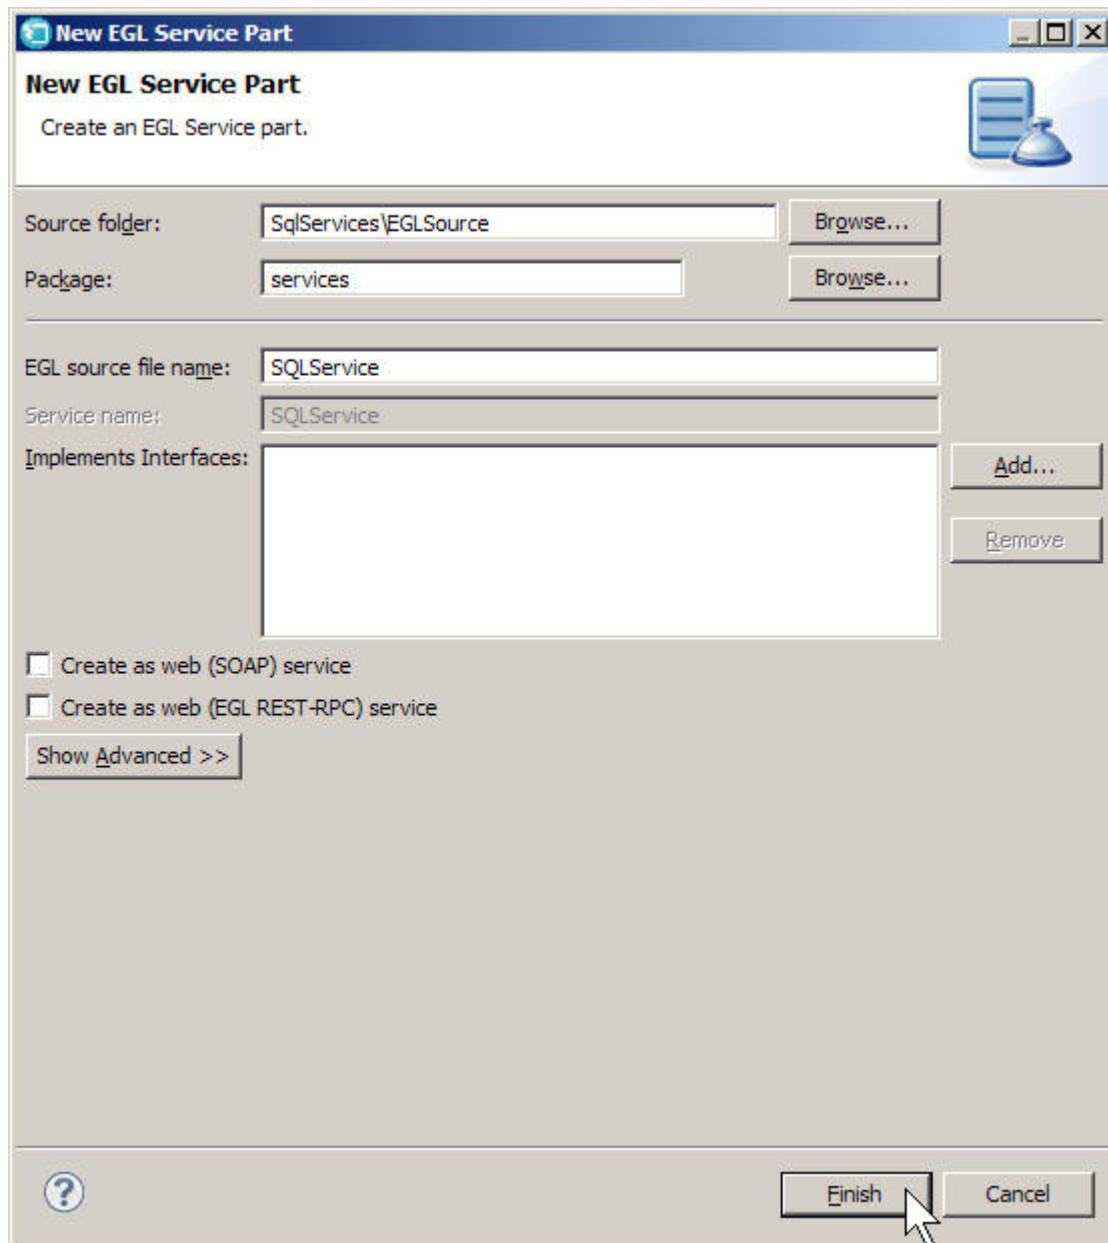 New EGL Service Part
New EGL Service Part
Create an EGL Service part.
Source folder: SqlServices\EGLSource Browse...
Package: services Browse...
EGL source file name: SQLService
Service name: SQLService
Implements Interfaces: Add...
Remove
Create as web (SOAP) service
Create as web (EGL REST-RPC) service
Show Advanced >>
? Finish Cancel